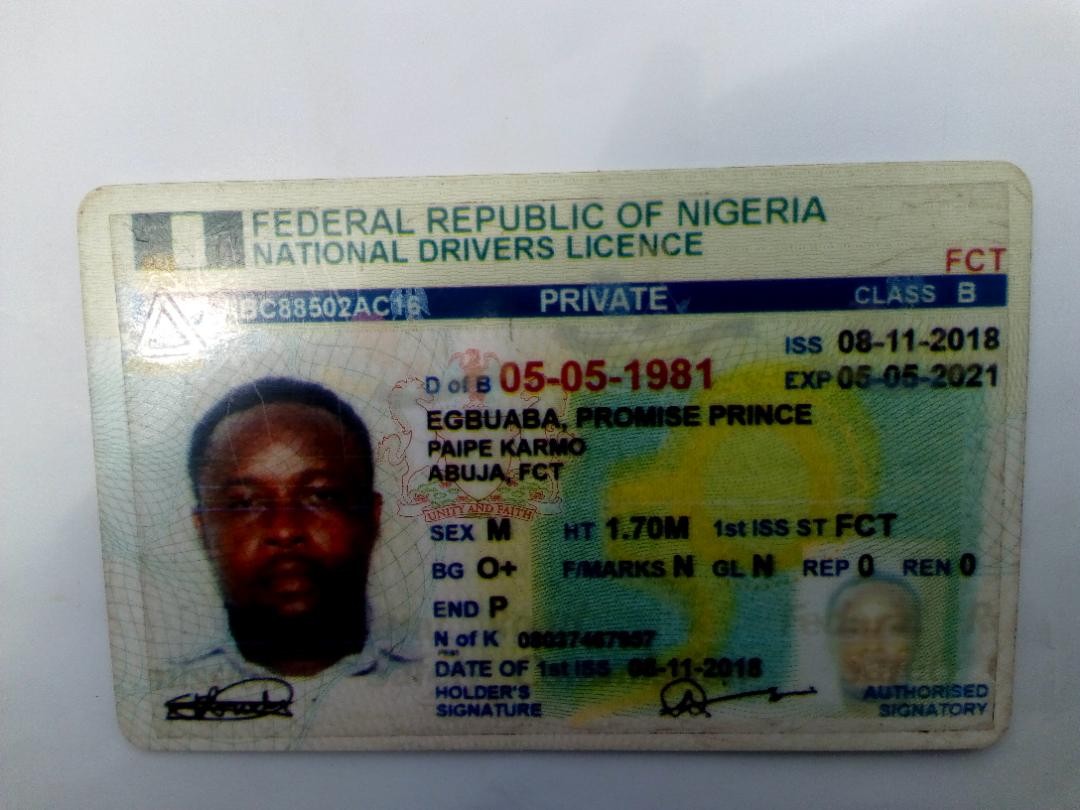 FEDERAL REPUBLIC OF NIGERIA
NATIONAL DRIVERS LICENCE
FCT
BC88502AC16 PRIVATE CLASS B
ISS 08-11-2018
D of B 05-05-1981 EXP 05-05-2021
EGBUABA, PROMISE PRINCE
PAIPE KARMO
ABUJA, FCT
UNITY AND FAITH
SEX M HT 1.70M 1st ISS ST FCT
BG O+ F/MARKS N GL N REP 0 REN 0
END P
N of K
DATE OF 1st ISS 08-11-2018
HOLDER'S SIGNATURE
AUTHORISED SIGNATORY